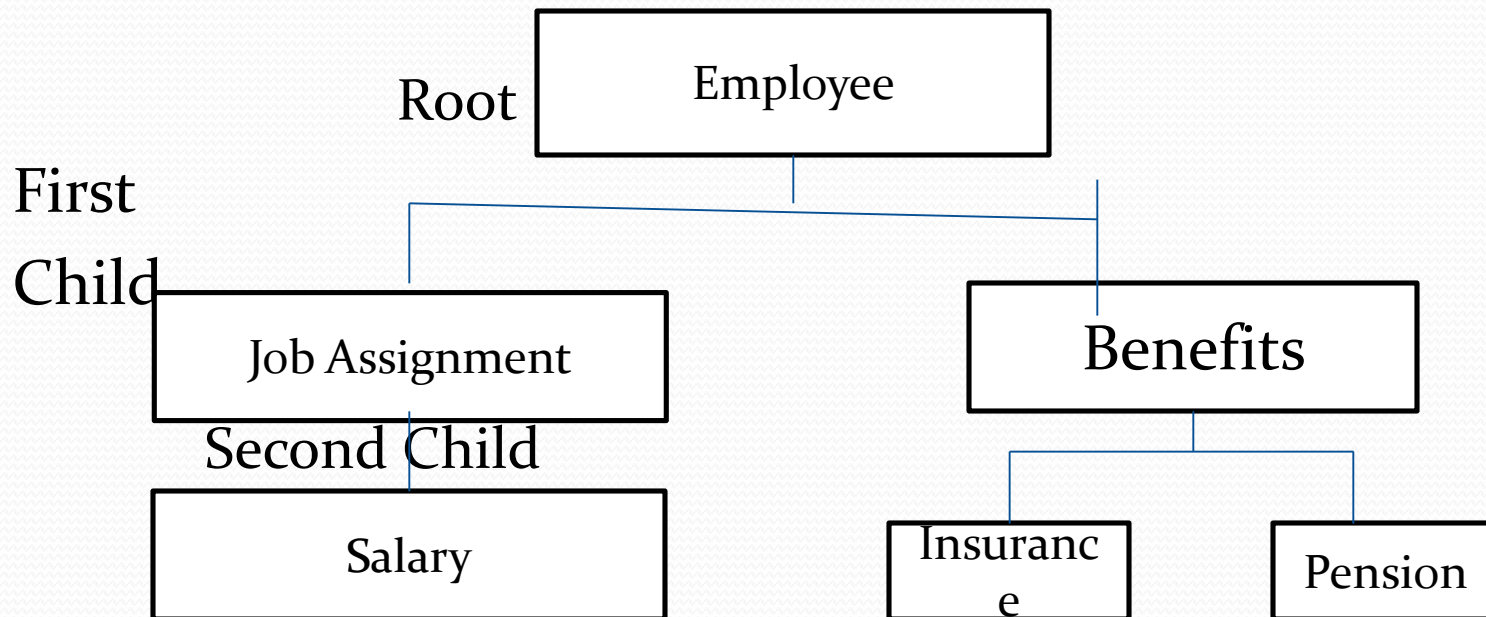 Employee
Root
First
Child
Job Assignment
Benefits
Second Child
Salary
Insuranc
e
Pension